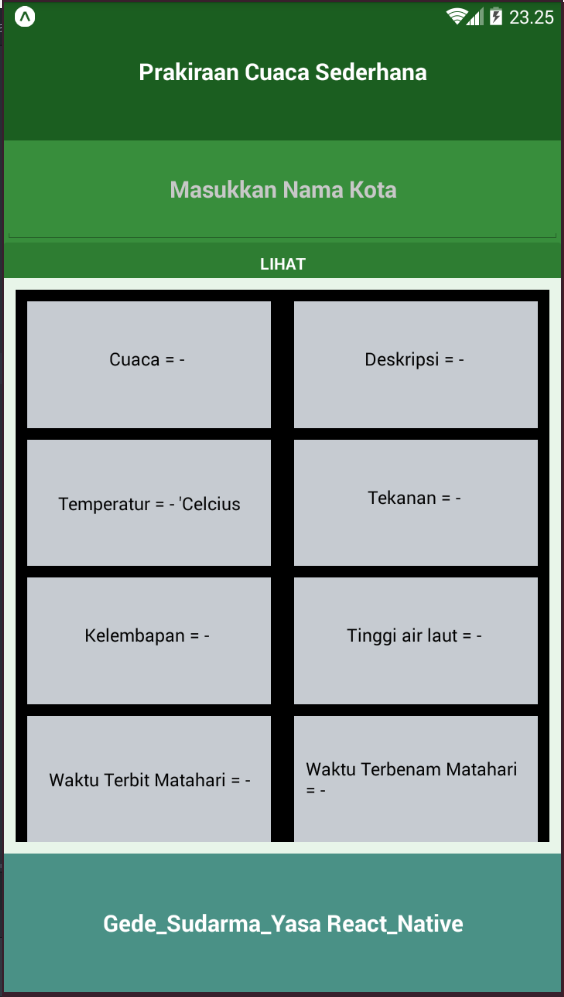 23.25
Prakiraan Cuaca Sederhana
Masukkan Nama Kota
LIHAT
Cuaca = -
Deskripsi = -
Temperatur = - 'Celcius
Tekanan = -
Kelembapan = -
Tinggi air laut = -
Waktu Terbit Matahari = -
Waktu Terbenam Matahari
= -
Gede_Sudarma_Yasa React_Native